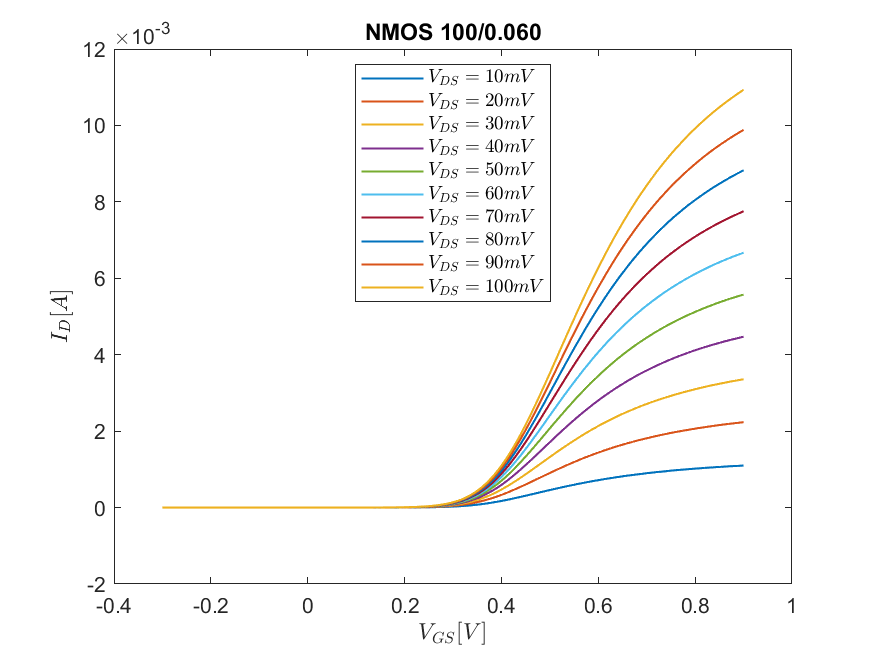 NMOS 100/0.060
×10⁻³
12
10
8
6
4
2
0
-2
-0.4 -0.2 0 0.2 0.4 0.6 0.8 1
I_D[A]
V_GS[V]
V_DS = 10mV
V_DS = 20mV
V_DS = 30mV
V_DS = 40mV
V_DS = 50mV
V_DS = 60mV
V_DS = 70mV
V_DS = 80mV
V_DS = 90mV
V_DS = 100mV